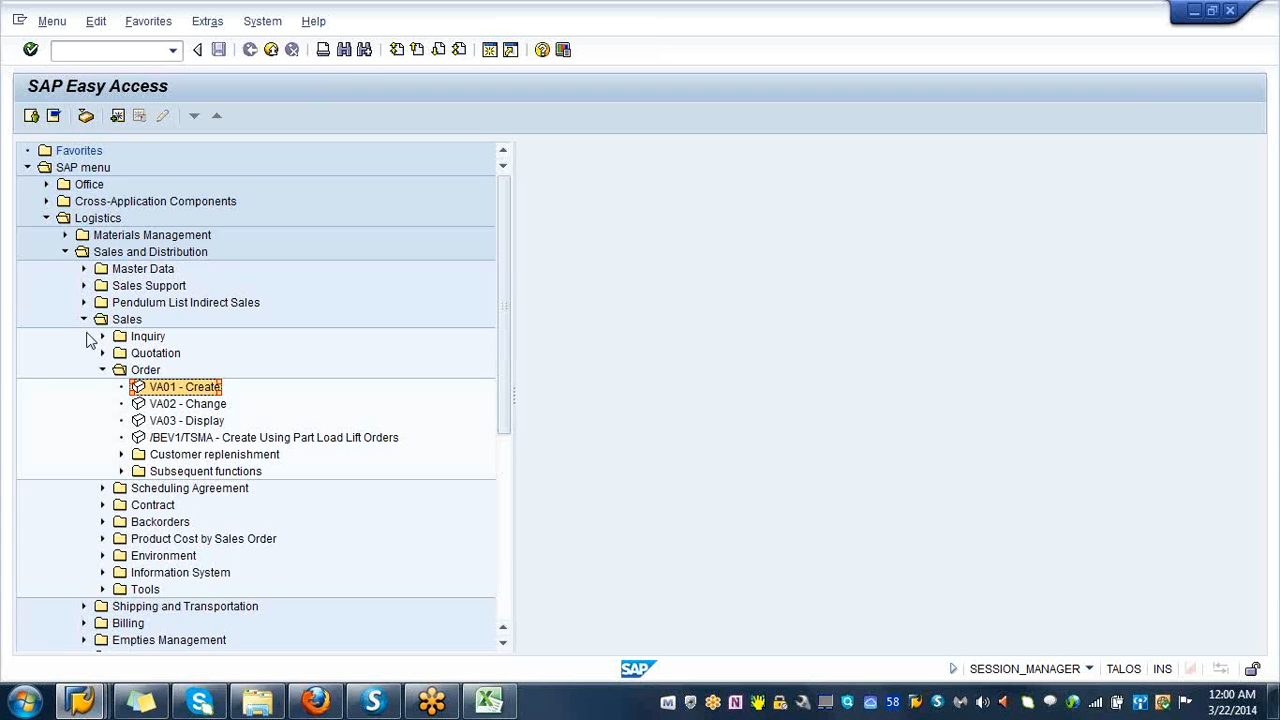 Menu Edit Favorites Extras System Help
SAP Easy Access
Favorites
SAP menu
Office
Cross-Application Components
Logistics
Materials Management
Sales and Distribution
Master Data
Sales Support
Pendulum List Indirect Sales
Sales
Inquiry
Quotation
Order
VA01 - Create
VA02 - Change
VA03 - Display
/BEV1/TSMA - Create Using Part Load Lift Orders
Customer replenishment
Subsequent functions
Scheduling Agreement
Contract
Backorders
Product Cost by Sales Order
Environment
Information System
Tools
Shipping and Transportation
Billing
Empties Management
SAP SESSION_MANAGER TALOS INS
58
12:00 AM
3/22/2014